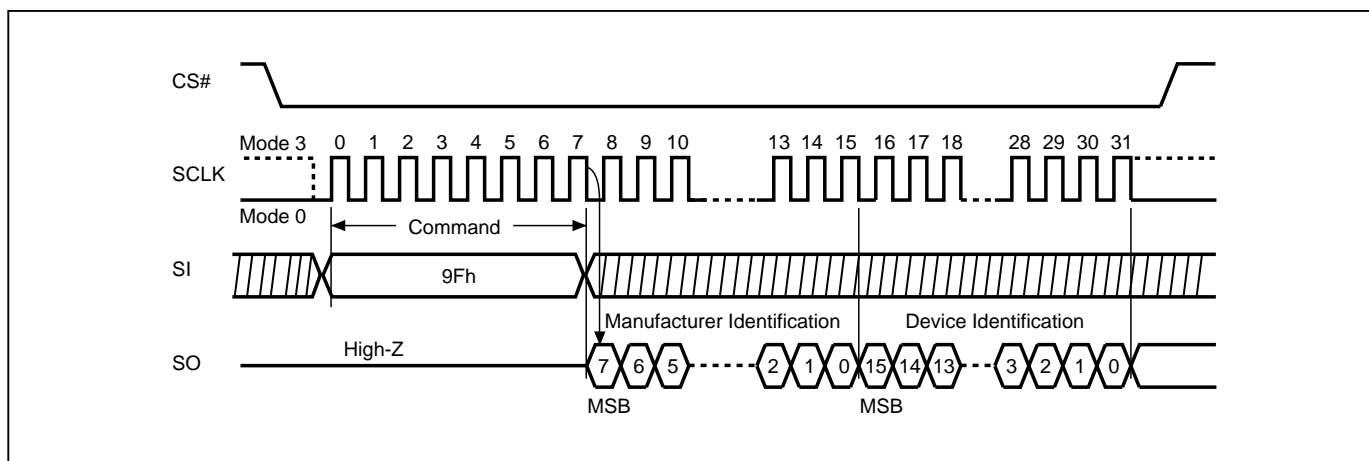 CS#
Mode 3
0 1 2 3 4 5 6 7 8 9 10 13 14 15 16 17 18 28 29 30 31
SCLK
Mode 0
Command
SI
9Fh
Manufacturer Identification Device Identification
High-Z
SO
7 6 5 2 1 0 15 14 13 3 2 1 0
MSB MSB